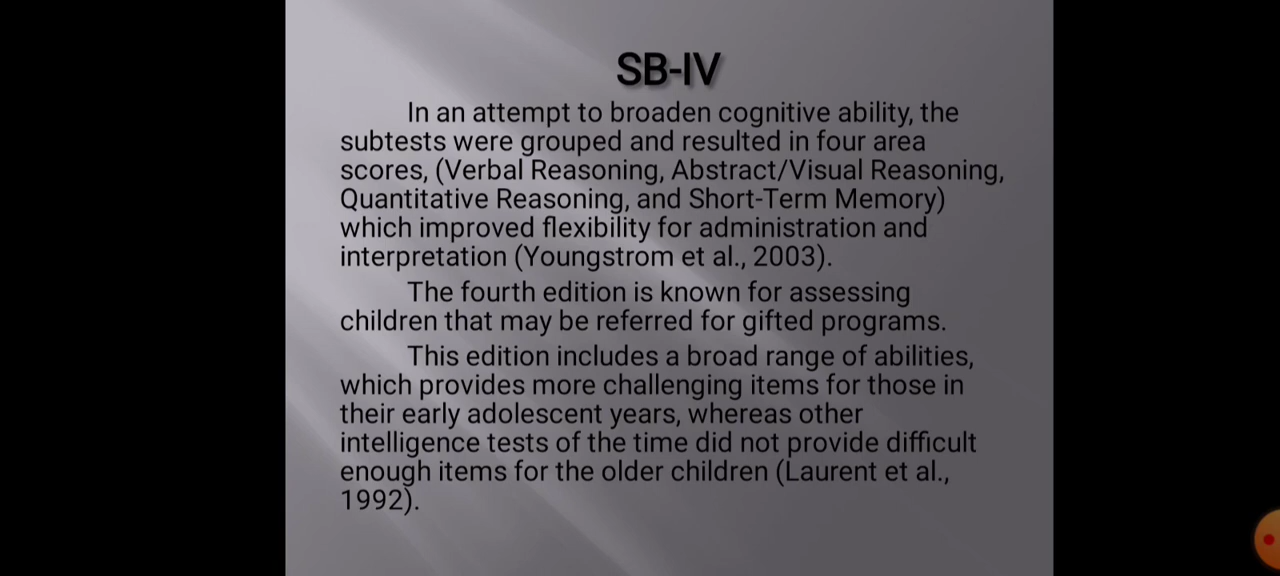 SB-IV
In an attempt to broaden cognitive ability, the
subtests were grouped and resulted in four area
scores, (Verbal Reasoning, Abstract/Visual Reasoning,
Quantitative Reasoning, and Short-Term Memory)
which improved flexibility for administration and
interpretation (Youngstrom et al., 2003).
The fourth edition is known for assessing
children that may be referred for gifted programs.
This edition includes a broad range of abilities,
which provides more challenging items for those in
their early adolescent years, whereas other
intelligence tests of the time did not provide difficult
enough items for the older children (Laurent et al.,
1992).